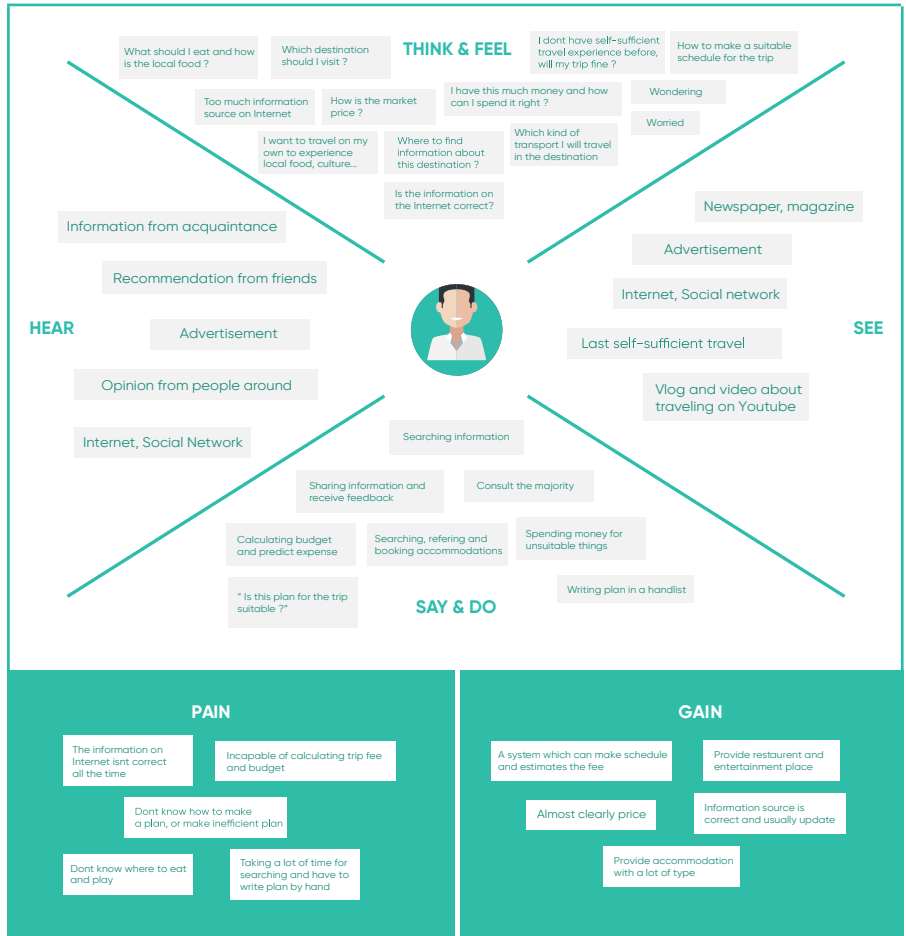 THINK & FEEL
What should I eat and how
is the local food ?
Which destination
should I visit ?
I dont have self-sufficient
travel experience before,
will my trip fine ?
How to make a suitable
schedule for the trip
Too much information
source on Internet
How is the market
price ?
I have this much money and how
can I spend it right ?
Wondering
Worried
I want to travel on my
own to experience
local food, culture...
Where to find
information about
this destination ?
Which kind of
transport I will travel
in the destination
Is the information on
the Internet correct?
HEAR
Information from acquaintance
Recommendation from friends
Advertisement
Opinion from people around
Internet, Social Network
SEE
Newspaper, magazine
Advertisement
Internet, Social network
Last self-sufficient travel
Vlog and video about
traveling on Youtube
Searching information
Sharing information and
receive feedback
Consult the majority
Calculating budget
and predict expense
Searching, refering and
booking accommodations
Spending money for
unsuitable things
" Is this plan for the trip
suitable ?"
Writing plan in a handlist
SAY & DO
PAIN
The information on
Internet isnt correct
all the time
Incapable of calculating trip fee
and budget
Dont know how to make
a plan, or make inefficient plan
Dont know where to eat
and play
Taking a lot of time for
searching and have to
write plan by hand
GAIN
A system which can make schedule
and estimates the fee
Provide restaurent and
entertainment place
Almost clearly price
Information source is
correct and usually update
Provide accommodation
with a lot of type